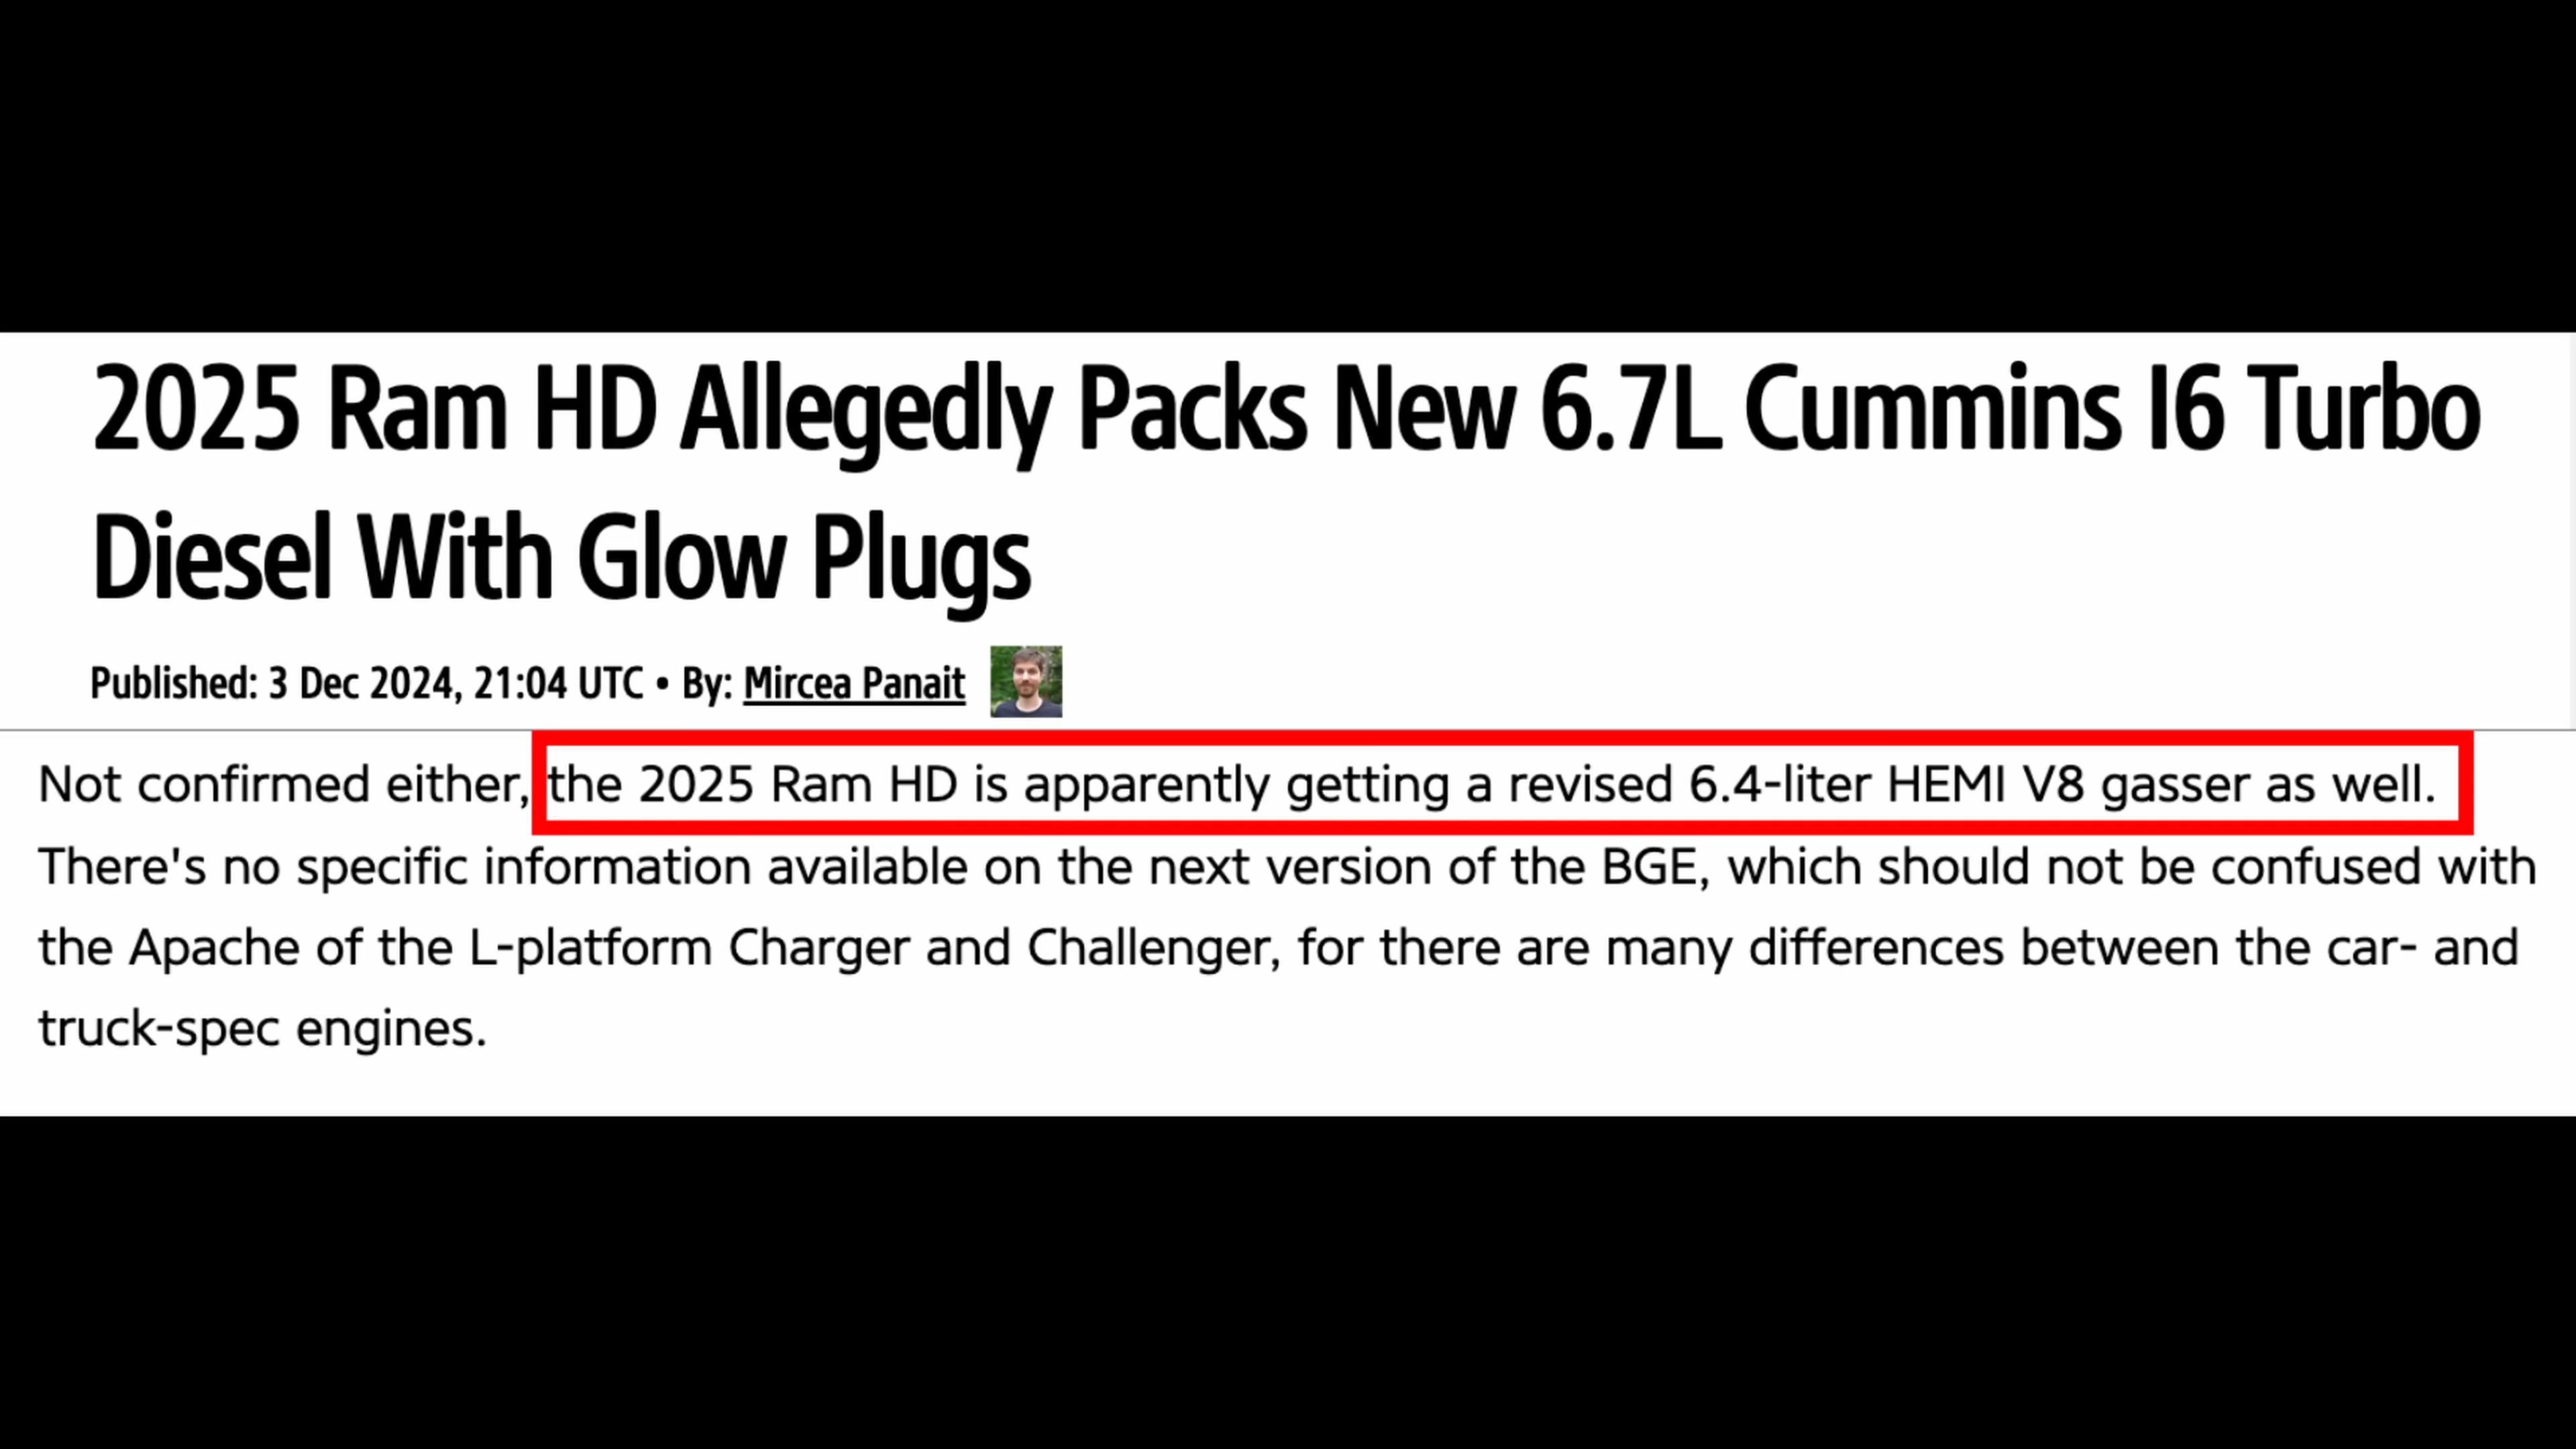 2025 Ram HD Allegedly Packs New 6.7L Cummins I6 Turbo
Diesel With Glow Plugs
Published: 3 Dec 2024, 21:04 UTC • By: Mircea Panait
Not confirmed either, the 2025 Ram HD is apparently getting a revised 6.4-liter HEMI V8 gasser as well.
There's no specific information available on the next version of the BGE, which should not be confused with
the Apache of the L-platform Charger and Challenger, for there are many differences between the car- and
truck-spec engines.